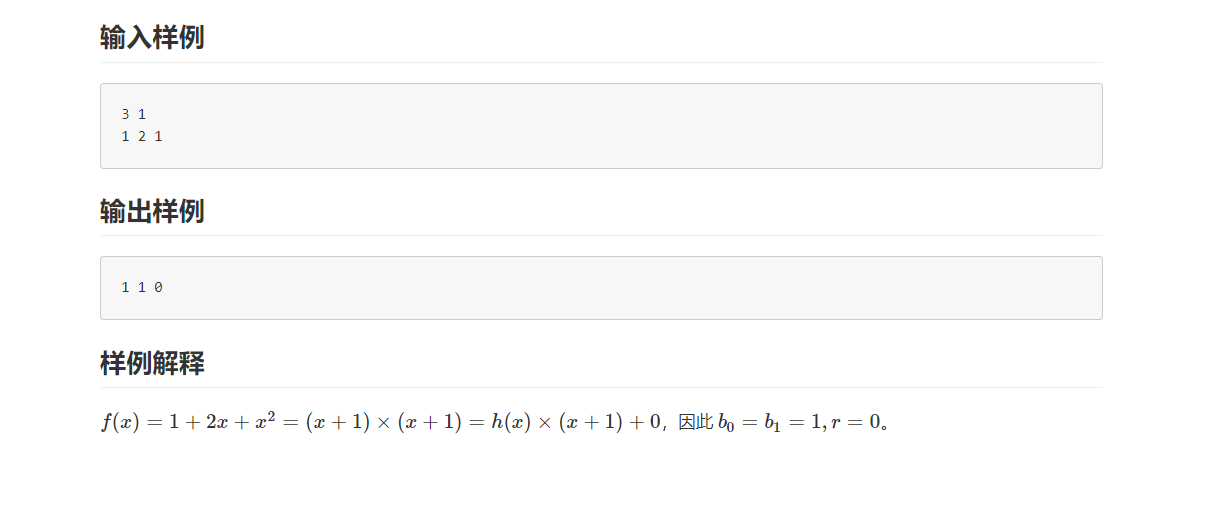 输入样例
3 1
1 2 1
输出样例
1 1 0
样例解释
f(x) = 1 + 2x + x² = (x + 1) × (x + 1) = h(x) × (x + 1) + 0，因此 b₀ = b₁ = 1, r = 0。